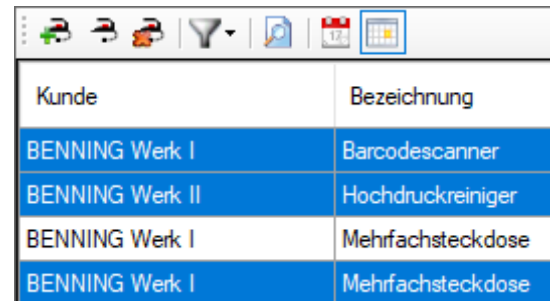 Kunde Bezeichnung
BENNING Werk I Barcodescanner
BENNING Werk II Hochdruckreiniger
BENNING Werk I Mehrfachsteckdose
BENNING Werk I Mehrfachsteckdose